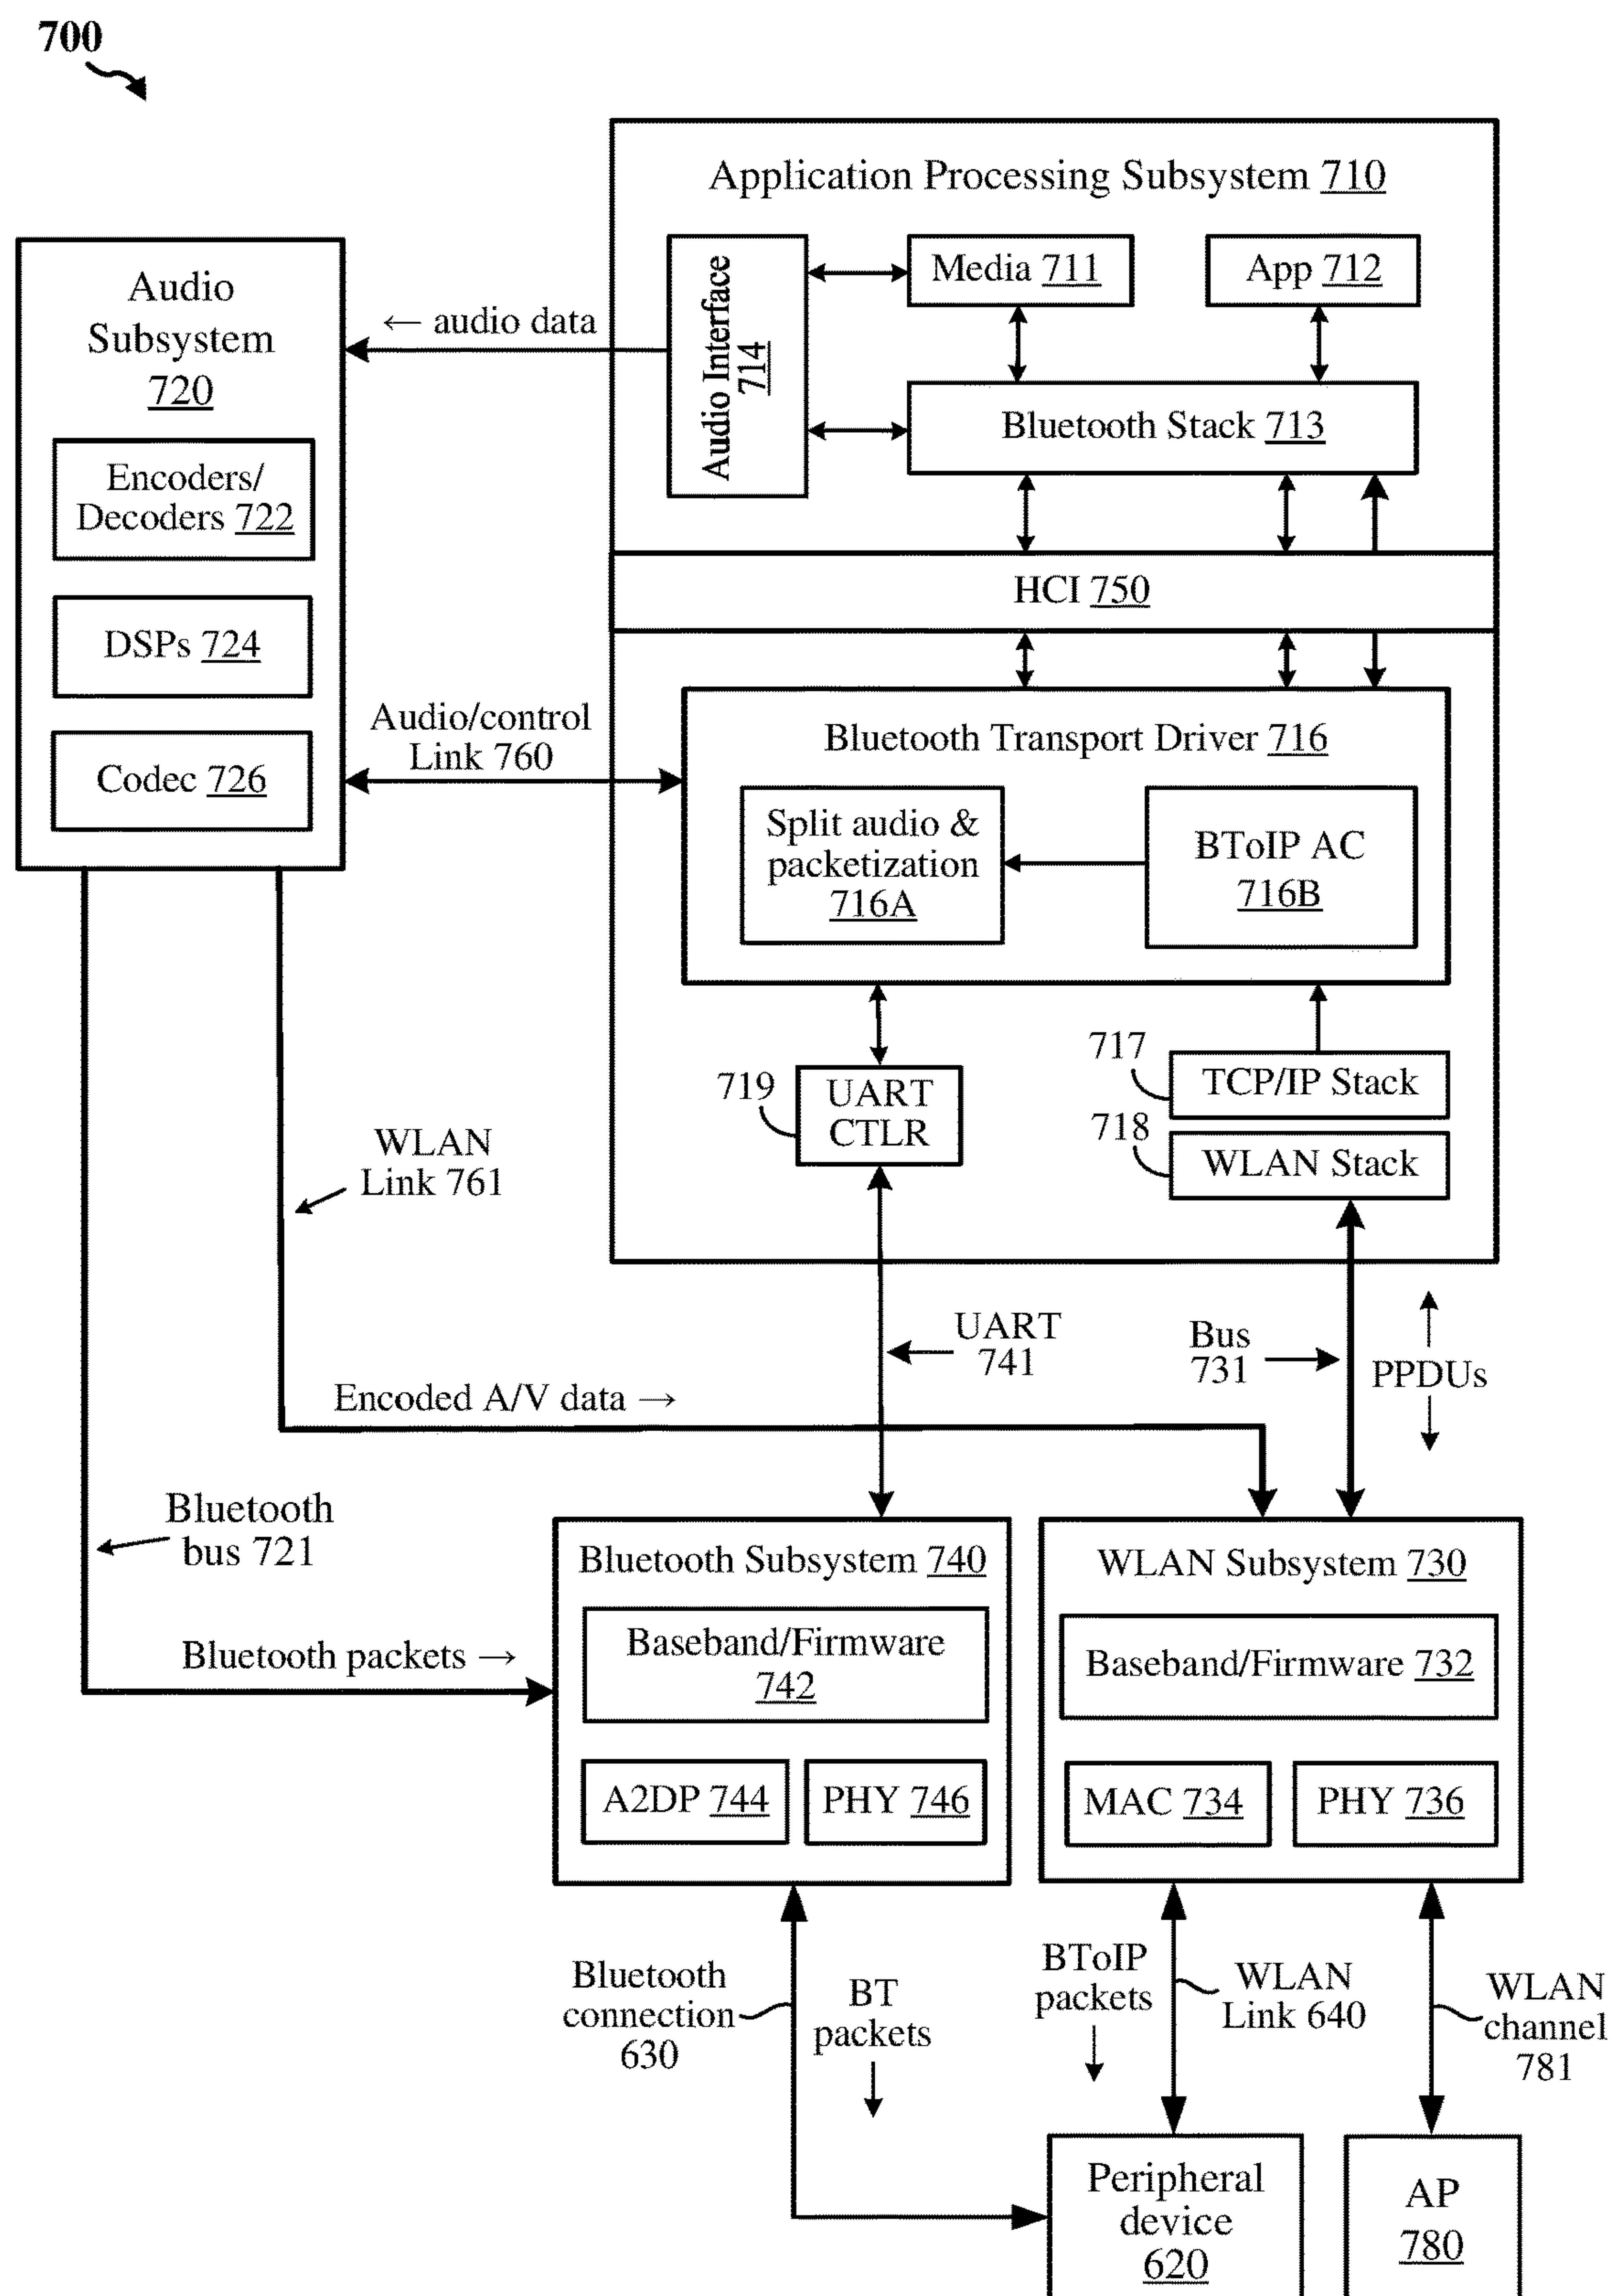 700
Application Processing Subsystem 710
Audio
Subsystem
720
Encoders/
Decoders 722
DSPs 724
Codec 726
← audio data
Audio Interface
714
Media 711
App 712
Bluetooth Stack 713
HCI 750
Audio/control
Link 760
Bluetooth Transport Driver 716
Split audio &
packetization
716A
BToIP AC
716B
717
TCP/IP Stack
718
WLAN Stack
719
UART
CTLR
WLAN
Link 761
UART
741
Bus
731
PPDUs
Encoded A/V data →
Bluetooth
bus 721
Bluetooth packets →
Bluetooth Subsystem 740
Baseband/Firmware
742
A2DP 744
PHY 746
WLAN Subsystem 730
Baseband/Firmware 732
MAC 734
PHY 736
Bluetooth
connection
630
BT
packets
BToIP
packets
WLAN
Link 640
WLAN
channel
781
Peripheral
device
620
AP
780